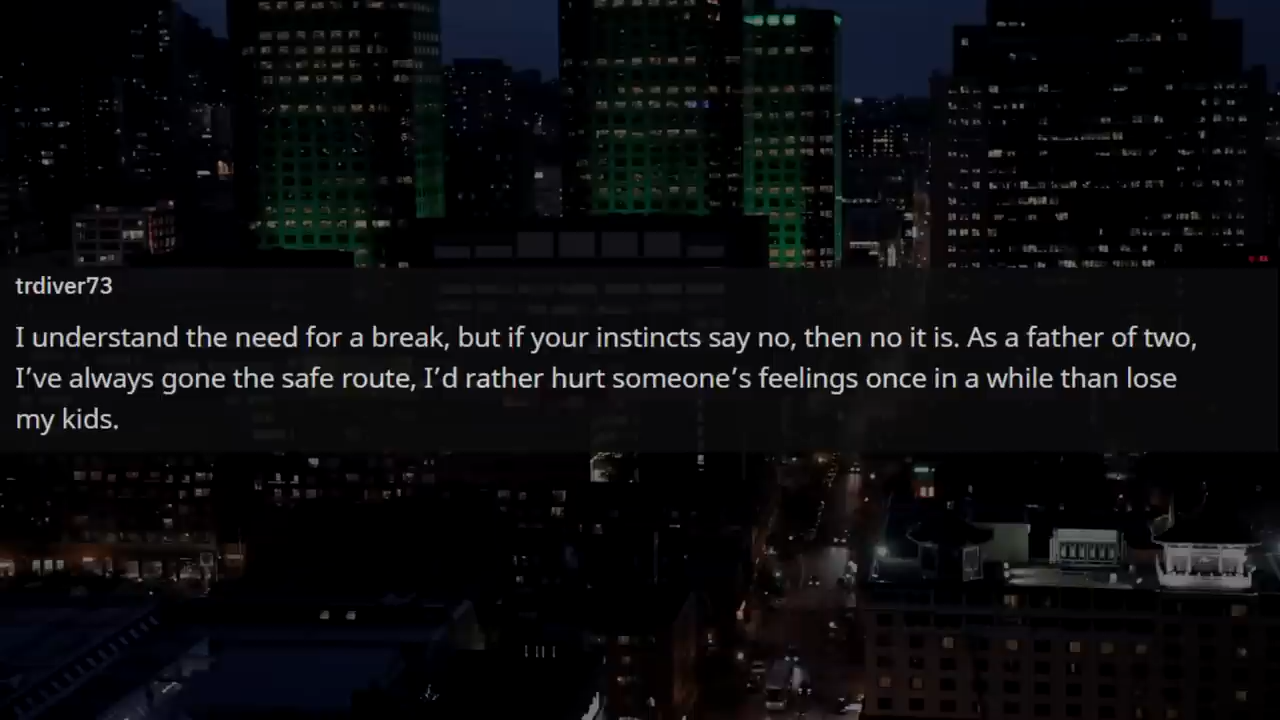 trdiver73
I understand the need for a break, but if your instincts say no, then no it is. As a father of two,
I’ve always gone the safe route, I’d rather hurt someone’s feelings once in a while than lose
my kids.